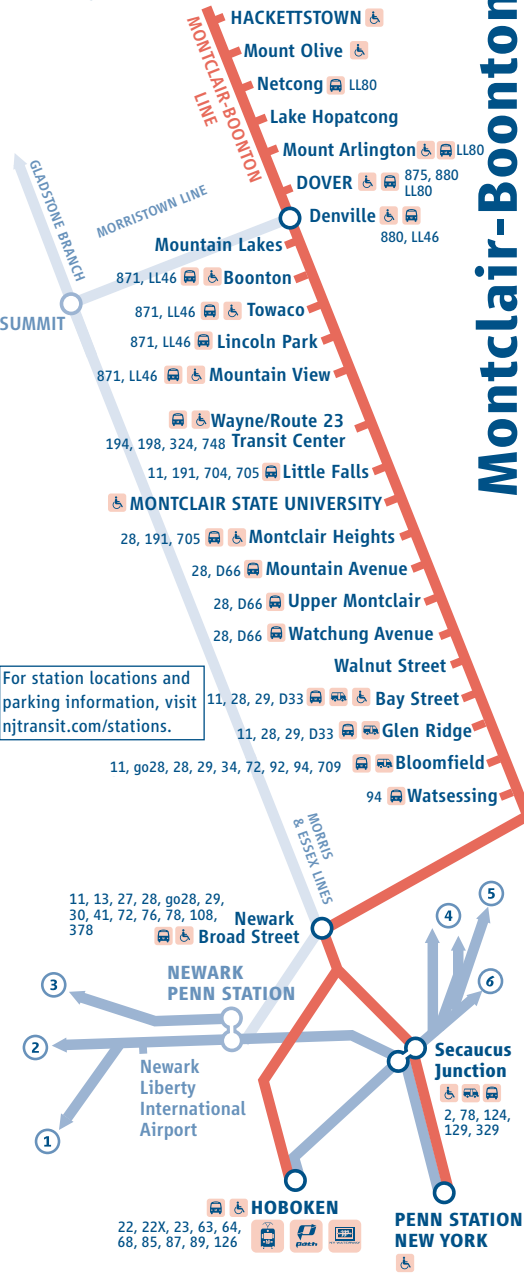 HACKETTSTOWN
Montclair-Boonton
MONTCLAIR-BOONTON
LINE
Mount Olive
Netcong LL80
Lake Hopatcong
Mount Arlington LL80
DOVER 875, 880
LL80
Denville
880, LL46
GLADSTONE BRANCH
MORRISTOWN LINE
SUMMIT
Mountain Lakes
871, LL46 Boonton
871, LL46 Towaco
871, LL46 Lincoln Park
871, LL46 Mountain View
Wayne/Route 23
194, 198, 324, 748 Transit Center
11, 191, 704, 705 Little Falls
MONTCLAIR STATE UNIVERSITY
28, 191, 705 Montclair Heights
28, D66 Mountain Avenue
28, D66 Upper Montclair
28, D66 Watchung Avenue
Walnut Street
For station locations and
parking information, visit
njtransit.com/stations.
11, 28, 29, D33 Bay Street
11, 28, 29, D33 Glen Ridge
11, go28, 28, 29, 34, 72, 92, 94, 709 Bloomfield
94 Watsessing
MORRIS
& ESSEX LINES
11, 13, 27, 28, go28, 29,
30, 41, 72, 76, 78, 108,
378
Newark
Broad Street
NEWARK
PENN STATION
3
2
1
4
5
6
Newark
Liberty
International
Airport
Secaucus
Junction
2, 78, 124,
129, 329
HOBOKEN
22, 22X, 23, 63, 64,
68, 85, 87, 89, 126
path
PENN STATION
NEW YORK